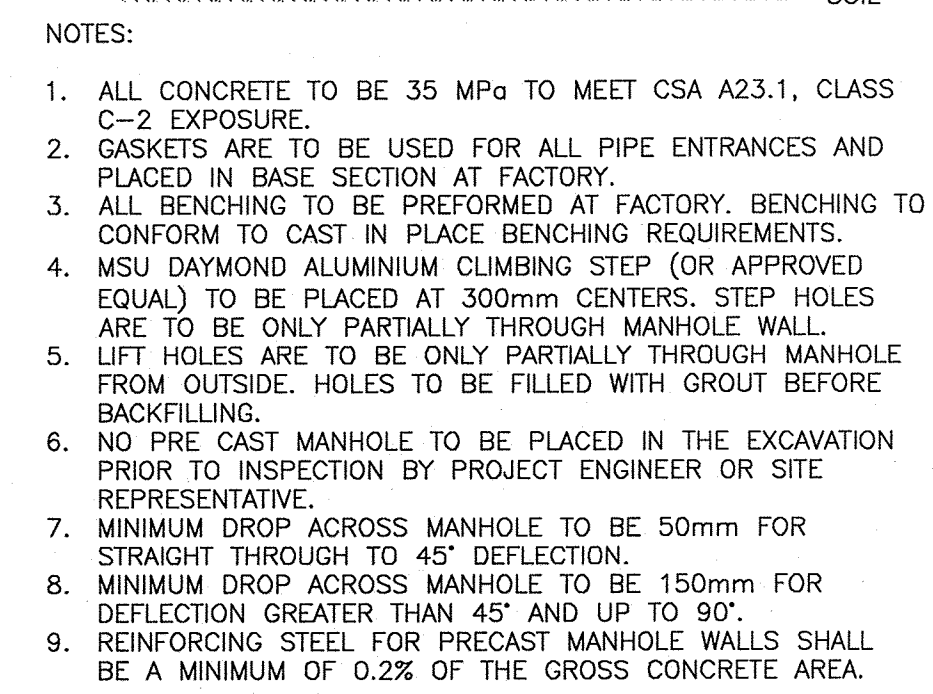 SOIL
NOTES:
1. ALL CONCRETE TO BE 35 MPa TO MEET CSA A23.1, CLASS
C-2 EXPOSURE.
2. GASKETS ARE TO BE USED FOR ALL PIPE ENTRANCES AND
PLACED IN BASE SECTION AT FACTORY.
3. ALL BENCHING TO BE PREFORMED AT FACTORY. BENCHING TO
CONFORM TO CAST IN PLACE BENCHING REQUIREMENTS.
4. MSU DAYMOND ALUMINIUM CLIMBING STEP (OR APPROVED
EQUAL) TO BE PLACED AT 300mm CENTERS. STEP HOLES
ARE TO BE ONLY PARTIALLY THROUGH MANHOLE WALL.
5. LIFT HOLES ARE TO BE ONLY PARTIALLY THROUGH MANHOLE
FROM OUTSIDE. HOLES TO BE FILLED WITH GROUT BEFORE
BACKFILLING.
6. NO PRE CAST MANHOLE TO BE PLACED IN THE EXCAVATION
PRIOR TO INSPECTION BY PROJECT ENGINEER OR SITE
REPRESENTATIVE.
7. MINIMUM DROP ACROSS MANHOLE TO BE 50mm FOR
STRAIGHT THROUGH TO 45° DEFLECTION.
8. MINIMUM DROP ACROSS MANHOLE TO BE 150mm FOR
DEFLECTION GREATER THAN 45° AND UP TO 90°.
9. REINFORCING STEEL FOR PRECAST MANHOLE WALLS SHALL
BE A MINIMUM OF 0.2% OF THE GROSS CONCRETE AREA.